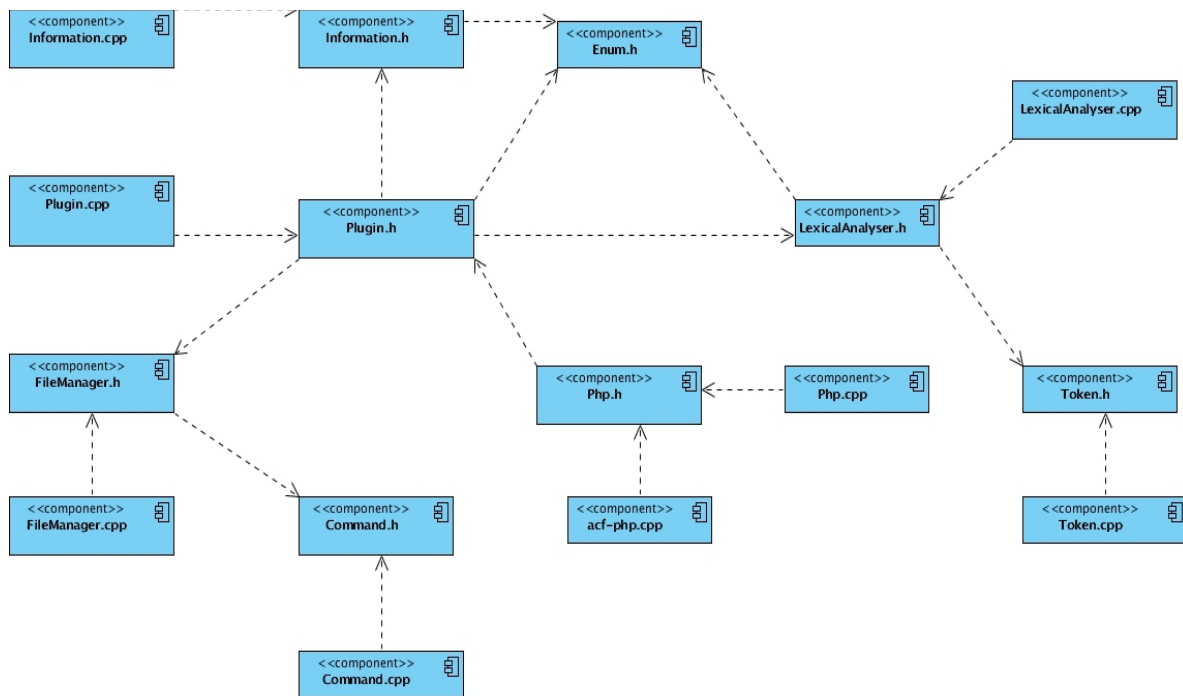 <<component>>
Information.cpp
<<component>>
Information.h
<<component>>
Enum.h
<<component>>
LexicalAnalyser.cpp
<<component>>
Plugin.cpp
<<component>>
Plugin.h
<<component>>
LexicalAnalyser.h
<<component>>
FileManager.h
<<component>>
Php.h
<<component>>
Php.cpp
<<component>>
Token.h
<<component>>
FileManager.cpp
<<component>>
Command.h
<<component>>
acf-php.cpp
<<component>>
Token.cpp
<<component>>
Command.cpp